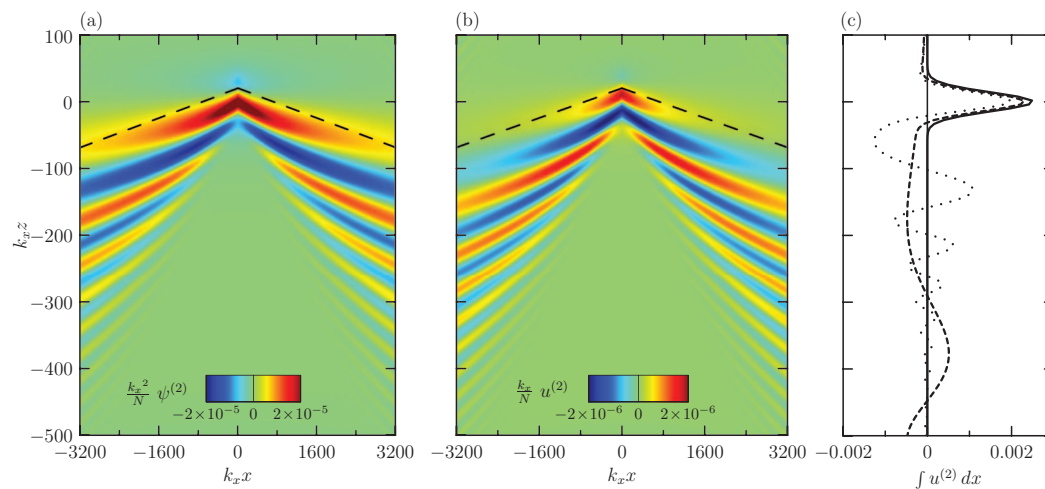 (a) (b) (c)
100
0
−100
−200
−300
−400
−500
k_x z
−3200 −1600 0 1600 3200
k_x x
k_x²/N ψ^(2)
−2×10^−5 0 2×10^−5
−3200 −1600 0 1600 3200
k_x x
k_x/N u^(2)
−2×10^−6 0 2×10^−6
−0.002 0 0.002
∫ u^(2) dx